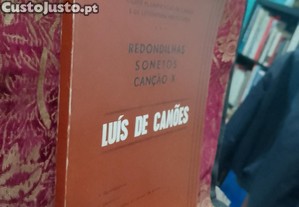 Custojusto.pt
REDONDILHAS
SONETOS
CANÇÃO X
LUÍS DE CAMÕES